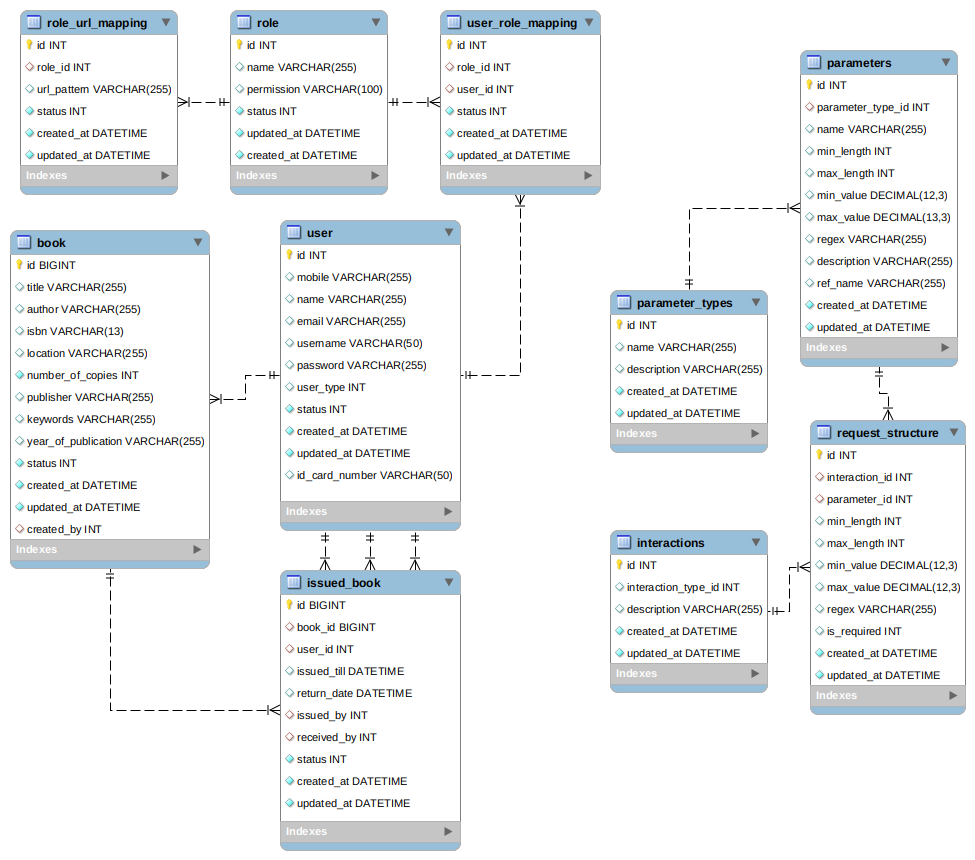 role_url_mapping
id INT
role_id INT
url_pattern VARCHAR(255)
status INT
created_at DATETIME
updated_at DATETIME
Indexes
role
id INT
name VARCHAR(255)
permission VARCHAR(100)
status INT
updated_at DATETIME
created_at DATETIME
Indexes
user_role_mapping
id INT
role_id INT
user_id INT
status INT
created_at DATETIME
updated_at DATETIME
Indexes
parameters
id INT
parameter_type_id INT
name VARCHAR(255)
min_length INT
max_length INT
min_value DECIMAL(12,3)
max_value DECIMAL(13,3)
regex VARCHAR(255)
description VARCHAR(255)
ref_name VARCHAR(255)
created_at DATETIME
updated_at DATETIME
Indexes
book
id BIGINT
title VARCHAR(255)
author VARCHAR(255)
isbn VARCHAR(13)
location VARCHAR(255)
number_of_copies INT
publisher VARCHAR(255)
keywords VARCHAR(255)
year_of_publication VARCHAR(255)
status INT
created_at DATETIME
updated_at DATETIME
created_by INT
Indexes
user
id INT
mobile VARCHAR(255)
name VARCHAR(255)
email VARCHAR(255)
username VARCHAR(50)
password VARCHAR(255)
user_type INT
status INT
created_at DATETIME
updated_at DATETIME
id_card_number VARCHAR(50)
Indexes
parameter_types
id INT
name VARCHAR(255)
description VARCHAR(255)
created_at DATETIME
updated_at DATETIME
Indexes
request_structure
id INT
interaction_id INT
parameter_id INT
min_length INT
max_length INT
min_value DECIMAL(12,3)
max_value DECIMAL(12,3)
regex VARCHAR(255)
is_required INT
created_at DATETIME
updated_at DATETIME
Indexes
interactions
id INT
interaction_type_id INT
description VARCHAR(255)
created_at DATETIME
updated_at DATETIME
Indexes
issued_book
id BIGINT
book_id BIGINT
user_id INT
issued_till DATETIME
return_date DATETIME
issued_by INT
received_by INT
status INT
created_at DATETIME
updated_at DATETIME
Indexes